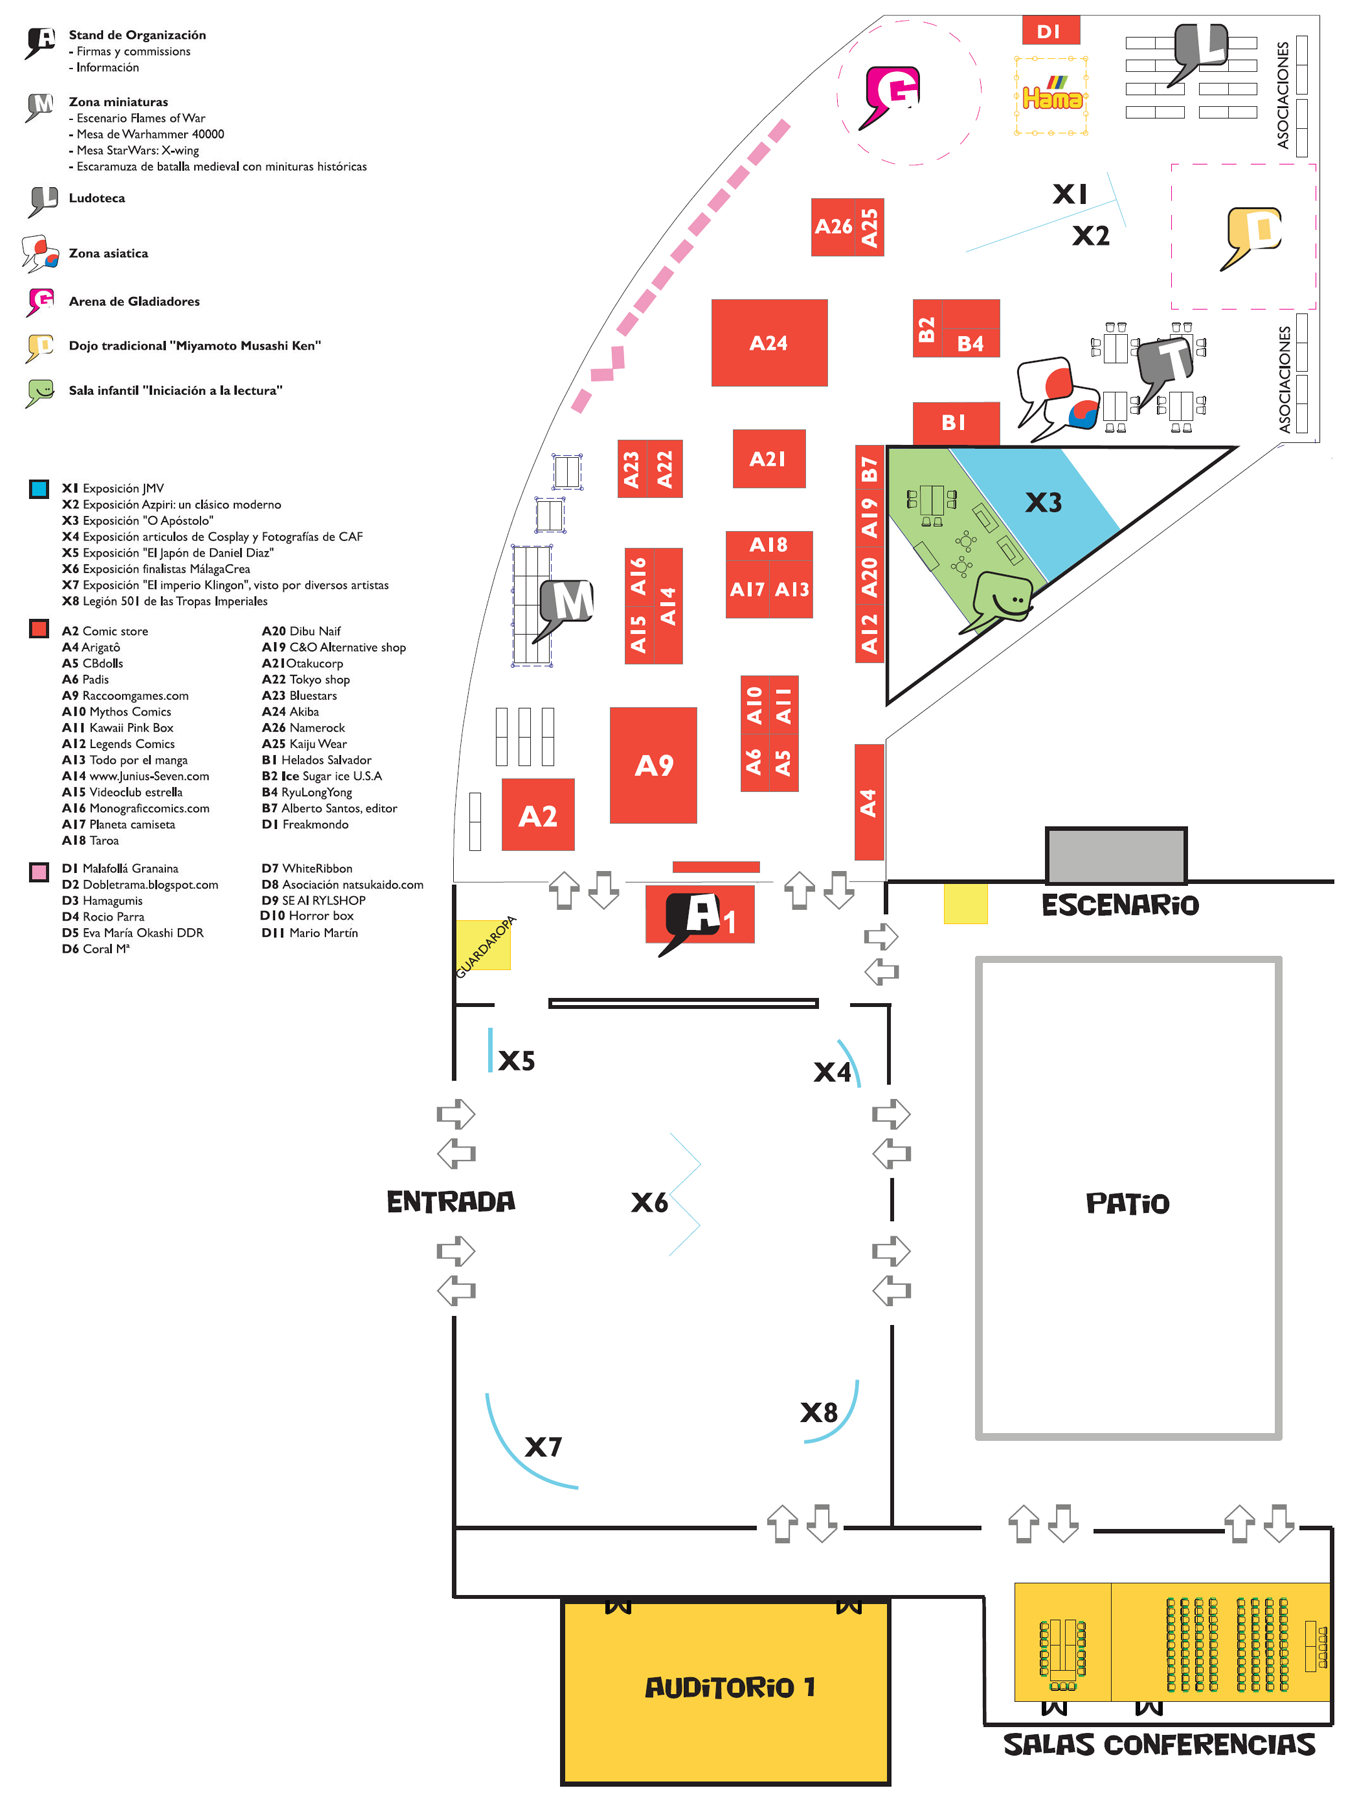 A
Stand de Organización
- Firmas y commissions
- Información
M
Zona miniaturas
- Escenario Flames of War
- Mesa de Warhammer 40000
- Mesa StarWars: X-wing
- Escaramuza de batalla medieval con minituras históricas
L
Ludoteca
Zona asiatica
G
Arena de Gladiadores
D
Dojo tradicional "Miyamoto Musashi Ken"
Sala infantil "Iniciación a la lectura"
X1 Exposición JMV
X2 Exposición Azpiri: un clásico moderno
X3 Exposición "O Apóstolo"
X4 Exposición articulos de Cosplay y Fotografías de CAF
X5 Exposición "El Japón de Daniel Diaz"
X6 Exposición finalistas MálagaCrea
X7 Exposición "El imperio Klingon", visto por diversos artistas
X8 Legión 501 de las Tropas Imperiales
A2 Comic store
A4 Arigatô
A5 CBdolls
A6 Padis
A9 Raccoomgames.com
A10 Mythos Comics
A11 Kawaii Pink Box
A12 Legends Comics
A13 Todo por el manga
A14 www.Junius-Seven.com
A15 Videoclub estrella
A16 Monograficcomics.com
A17 Planeta camiseta
A18 Taroa
A20 Dibu Naif
A19 C&O Alternative shop
A21Otakucorp
A22 Tokyo shop
A23 Bluestars
A24 Akiba
A26 Namerock
A25 Kaiju Wear
B1 Helados Salvador
B2 Ice Sugar ice U.S.A
B4 RyuLongYong
B7 Alberto Santos, editor
D1 Freakmondo
D1 Malafollá Granaina
D2 Dobletrama.blogspot.com
D3 Hamagumis
D4 Rocio Parra
D5 Eva María Okashi DDR
D6 Coral Mª
D7 WhiteRibbon
D8 Asociación natsukaido.com
D9 SE AI RYLSHOP
D10 Horror box
D11 Mario Martín
D1
L
ASOCIACIONES
G
Hama
X1
X2
A26
A25
D
A24
B2
B4
T
ASOCIACIONES
B1
A23
A22
A21
B7
A19
X3
A18
A17
A13
A20
A12
A16
A15
A14
M
A10
A11
A6
A5
A9
A2
A4
A1
GUARDAROPA
ESCENARiO
X5
X4
ENTRADA
X6
PATiO
X7
X8
AUDiTORiO 1
SALAS CONFERENCIAS